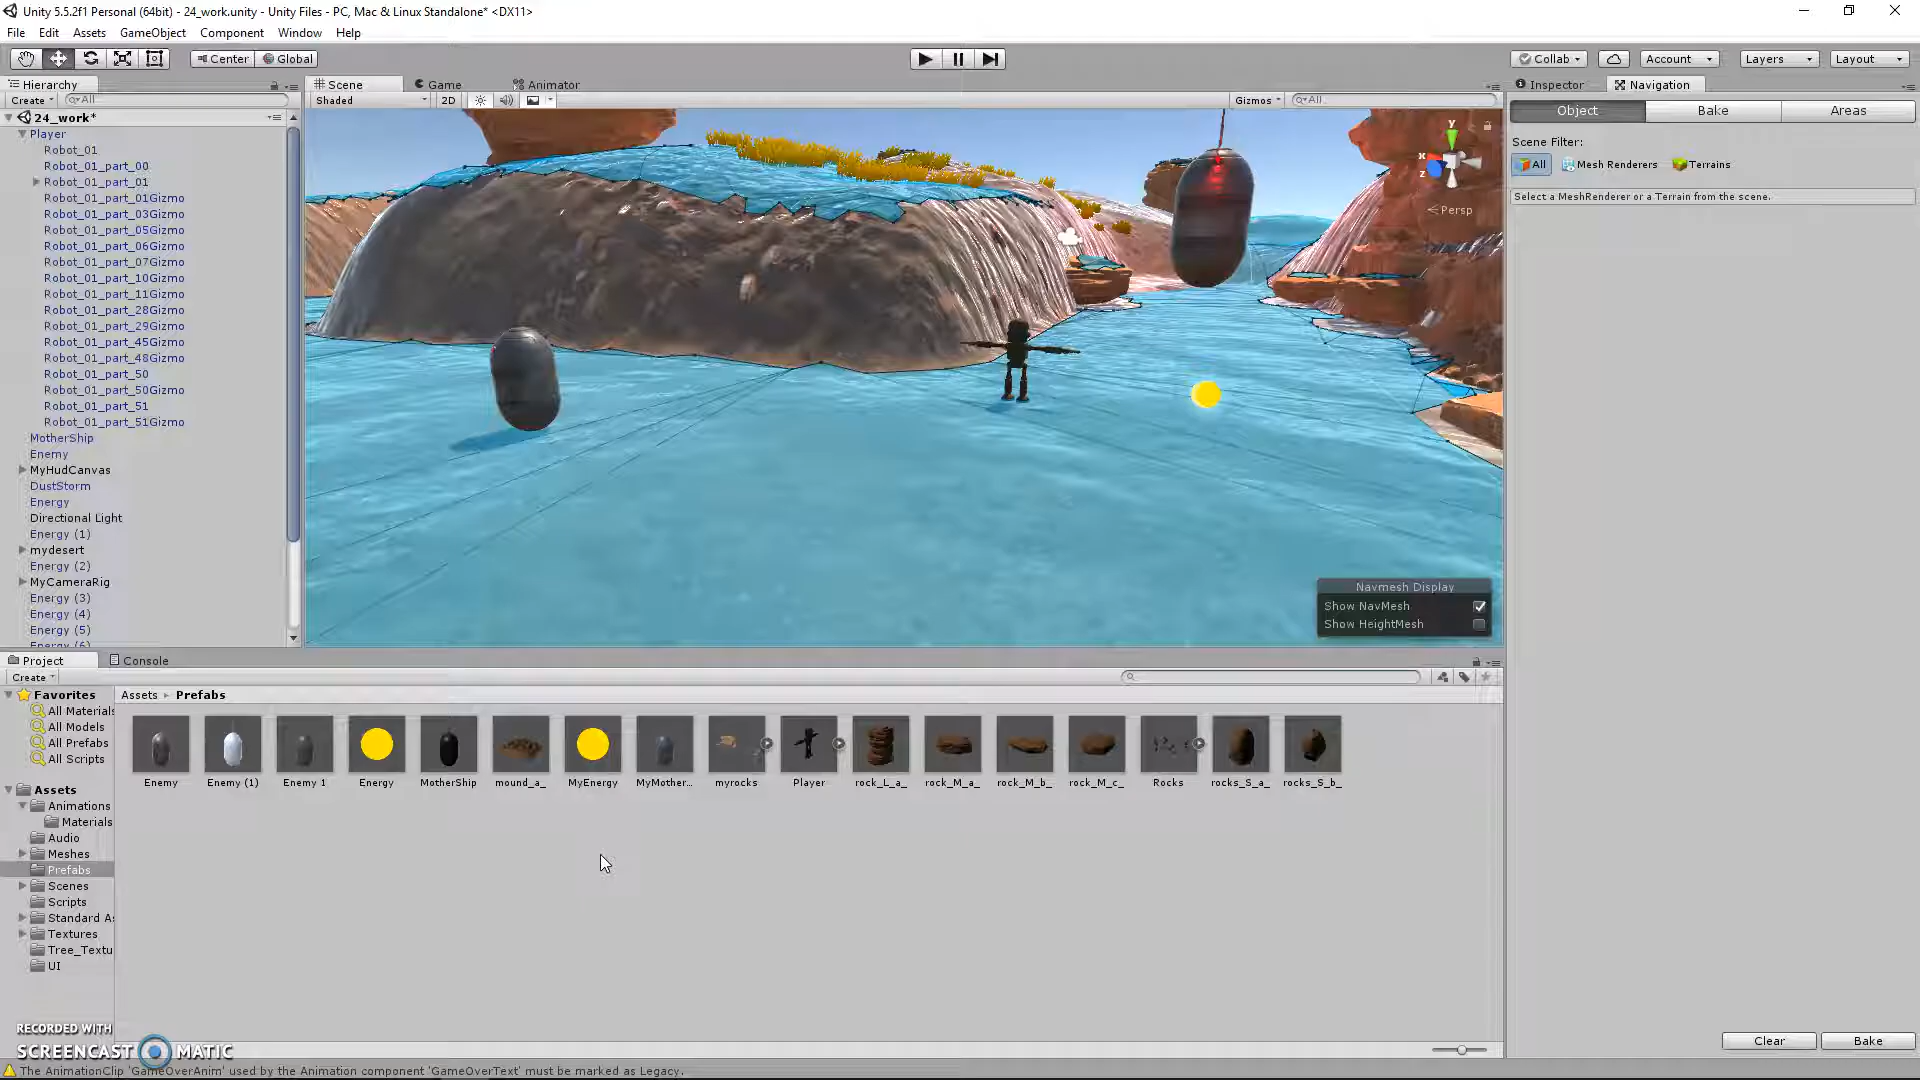 Unity 5.5.2f1 Personal (64bit) - 24_work.unity - Unity Files - PC, Mac & Linux Standalone* <DX11>
File Edit Assets GameObject Component Window Help
Center Global Collab Account Layers Layout
Hierarchy
Create All
24_work*
Player
Robot_01
Robot_01_part_00
Robot_01_part_01
Robot_01_part_01Gizmo
Robot_01_part_03Gizmo
Robot_01_part_05Gizmo
Robot_01_part_06Gizmo
Robot_01_part_07Gizmo
Robot_01_part_10Gizmo
Robot_01_part_11Gizmo
Robot_01_part_28Gizmo
Robot_01_part_29Gizmo
Robot_01_part_45Gizmo
Robot_01_part_48Gizmo
Robot_01_part_50
Robot_01_part_50Gizmo
Robot_01_part_51
Robot_01_part_51Gizmo
MotherShip
Enemy
MyHudCanvas
DustStorm
Energy
Directional Light
Energy (1)
mydesert
Energy (2)
MyCameraRig
Energy (3)
Energy (4)
Energy (5)
Energy (6)
Scene Game Animator
Shaded 2D Gizmos All
y
x
z
Persp
Navmesh Display
Show NavMesh
Show HeightMesh
Inspector Navigation
Object Bake Areas
Scene Filter:
All Mesh Renderers Terrains
Select a MeshRenderer or a Terrain from the scene.
Clear Bake
Project Console
Create
Favorites
All Materials
All Models
All Prefabs
All Scripts
Assets
Animations
Materials
Audio
Meshes
Prefabs
Scenes
Scripts
Standard As
Textures
Tree_Textu
UI
Assets Prefabs
Enemy Enemy (1) Enemy 1 Energy MotherShip mound_a_ MyEnergy MyMother... myrocks Player rock_L_a_ rock_M_a_ rock_M_b_ rock_M_c_ Rocks rocks_S_a_ rocks_S_b_
RECORDED WITH
SCREENCAST MATIC
The AnimationClip 'GameOverAnim' used by the Animation component 'GameOverText' must be marked as Legacy.